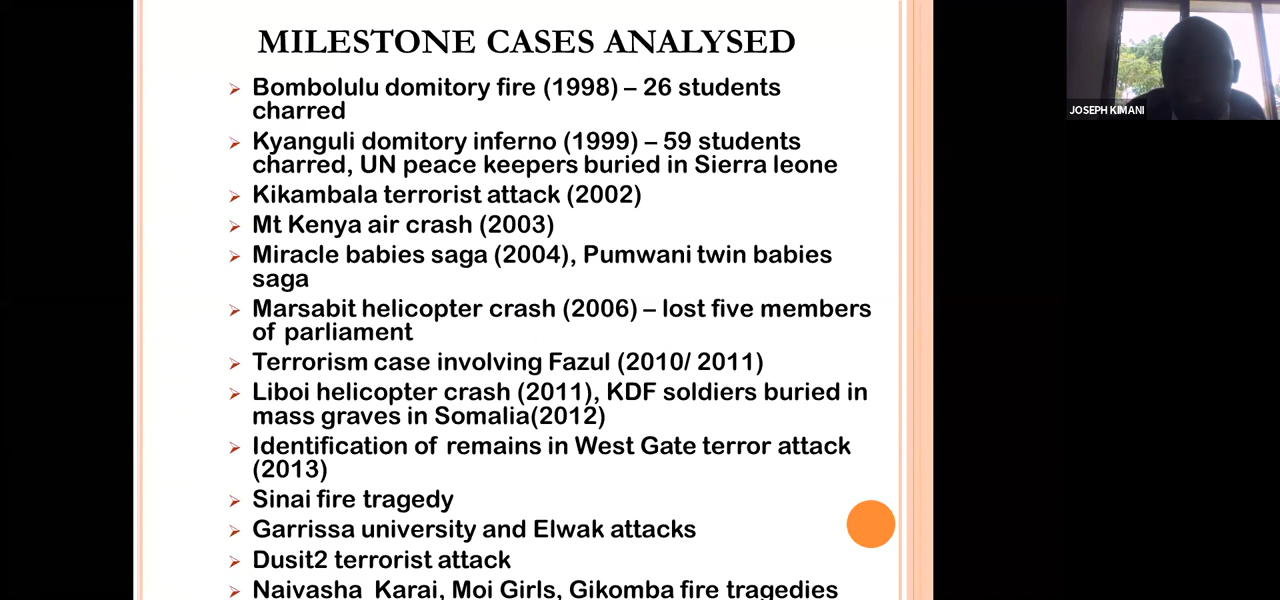 MILESTONE CASES ANALYSED
Bombolulu domitory fire (1998) – 26 students
charred
Kyanguli domitory inferno (1999) – 59 students
charred, UN peace keepers buried in Sierra leone
Kikambala terrorist attack (2002)
Mt Kenya air crash (2003)
Miracle babies saga (2004), Pumwani twin babies
saga
Marsabit helicopter crash (2006) – lost five members
of parliament
Terrorism case involving Fazul (2010/ 2011)
Liboi helicopter crash (2011), KDF soldiers buried in
mass graves in Somalia(2012)
Identification of remains in West Gate terror attack
(2013)
Sinai fire tragedy
Garrissa university and Elwak attacks
Dusit2 terrorist attack
Naivasha Karai, Moi Girls, Gikomba fire tragedies
JOSEPH KIMANI